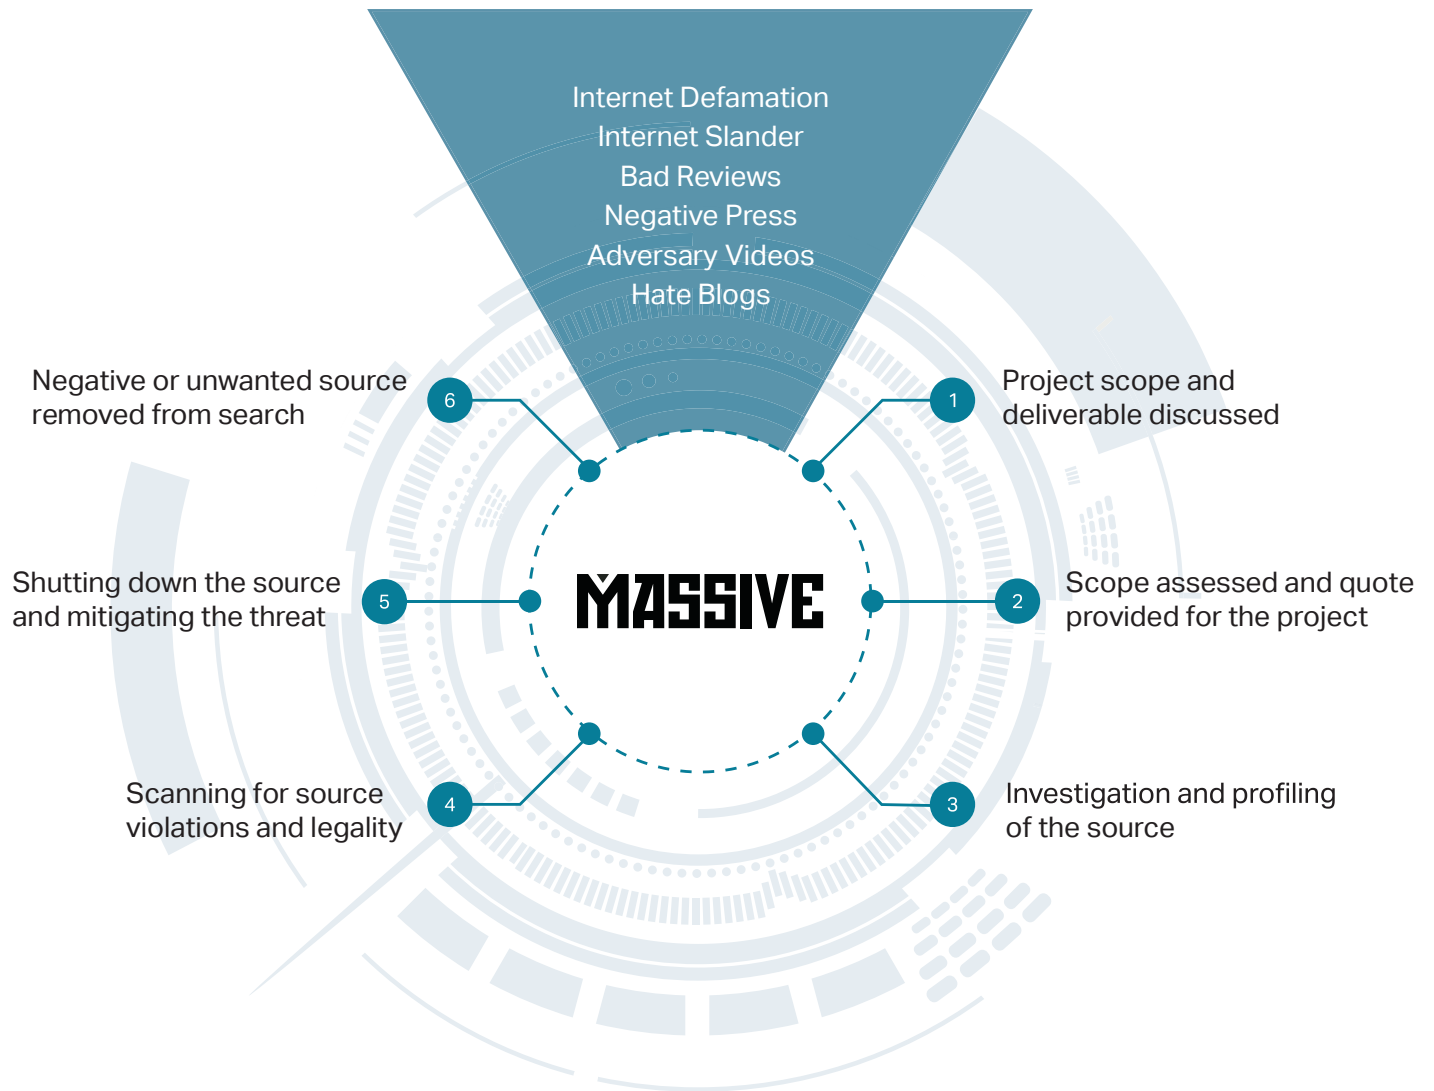 Internet Defamation
Internet Slander
Bad Reviews
Negative Press
Adversary Videos
Hate Blogs
1
Project scope and
deliverable discussed
2
Scope assessed and quote
provided for the project
3
Investigation and profiling
of the source
4
Scanning for source
violations and legality
5
Shutting down the source
and mitigating the threat
6
Negative or unwanted source
removed from search
MASSIVE